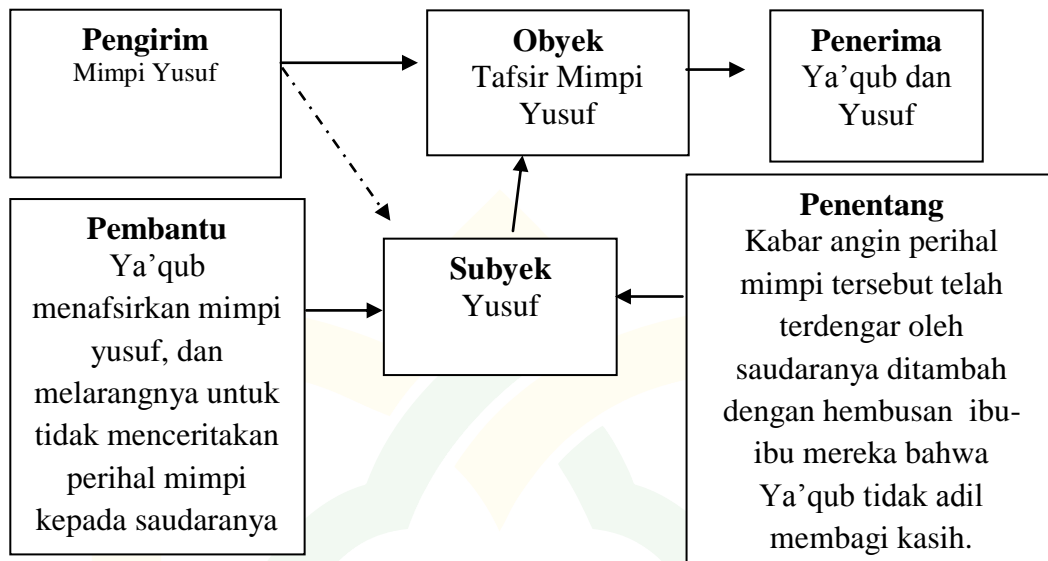 Pengirim
Mimpi Yusuf
Obyek
Tafsir Mimpi
Yusuf
Penerima
Ya’qub dan
Yusuf
Pembantu
Ya’qub
menafsirkan mimpi
yusuf, dan
melarangnya untuk
tidak menceritakan
perihal mimpi
kepada saudaranya
Subyek
Yusuf
Penentang
Kabar angin perihal
mimpi tersebut telah
terdengar oleh
saudaranya ditambah
dengan hembusan ibu-
ibu mereka bahwa
Ya’qub tidak adil
membagi kasih.